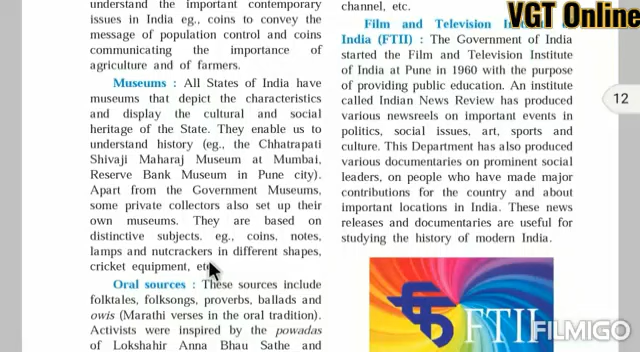 understand the important contemporary
issues in India eg., coins to convey the
message of population control and coins
communicating the importance of
agriculture and of farmers.
Museums : All States of India have
museums that depict the characteristics
and display the cultural and social
heritage of the State. They enable us to
understand history (eg., the Chhatrapati
Shivaji Maharaj Museum at Mumbai,
Reserve Bank Museum in Pune city).
Apart from the Government Museums,
some private collectors also set up their
own museums. They are based on
distinctive subjects. eg., coins, notes,
lamps and nutcrackers in different shapes,
cricket equipment, etc
Oral sources : These sources include
folktales, folksongs, proverbs, ballads and
owis (Marathi verses in the oral tradition).
Activists were inspired by the powadas
of Lokshahir Anna Bhau Sathe and
channel, etc.
Film and Television
India (FTII) : The Government of India
started the Film and Television Institute
of India at Pune in 1960 with the purpose
of providing public education. An institute
called Indian News Review has produced
various newsreels on important events in
politics, social issues, art, sports and
culture. This Department has also produced
various documentaries on prominent social
leaders, on people who have made major
contributions for the country and about
important locations in India. These news
releases and documentaries are useful for
studying the history of modern India.
FTII
VGT Online
12
FILMIGO